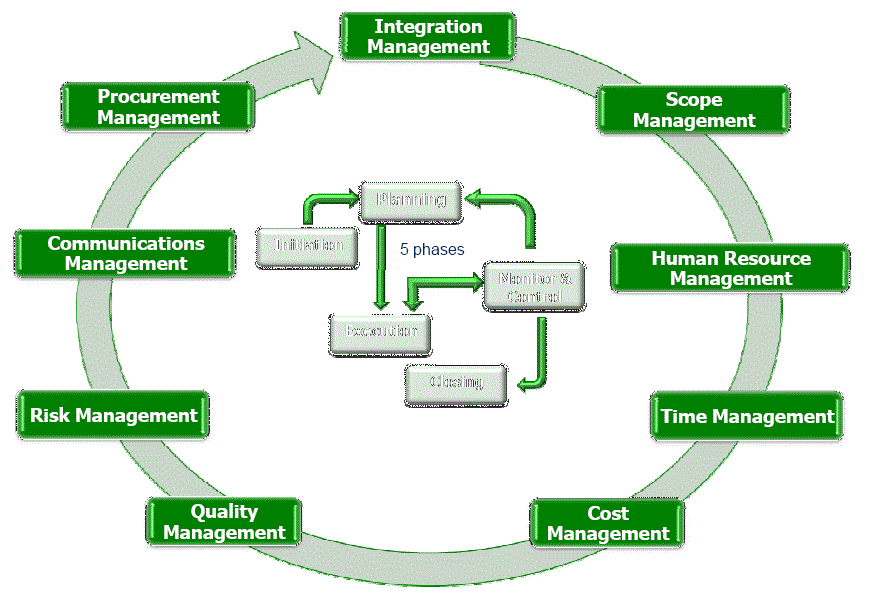 Integration
Management
Scope
Management
Human Resource
Management
Time Management
Cost
Management
Quality
Management
Risk Management
Communications
Management
Procurement
Management
Initiation
Planning
5 phases
Monitor &
Control
Execution
Closing